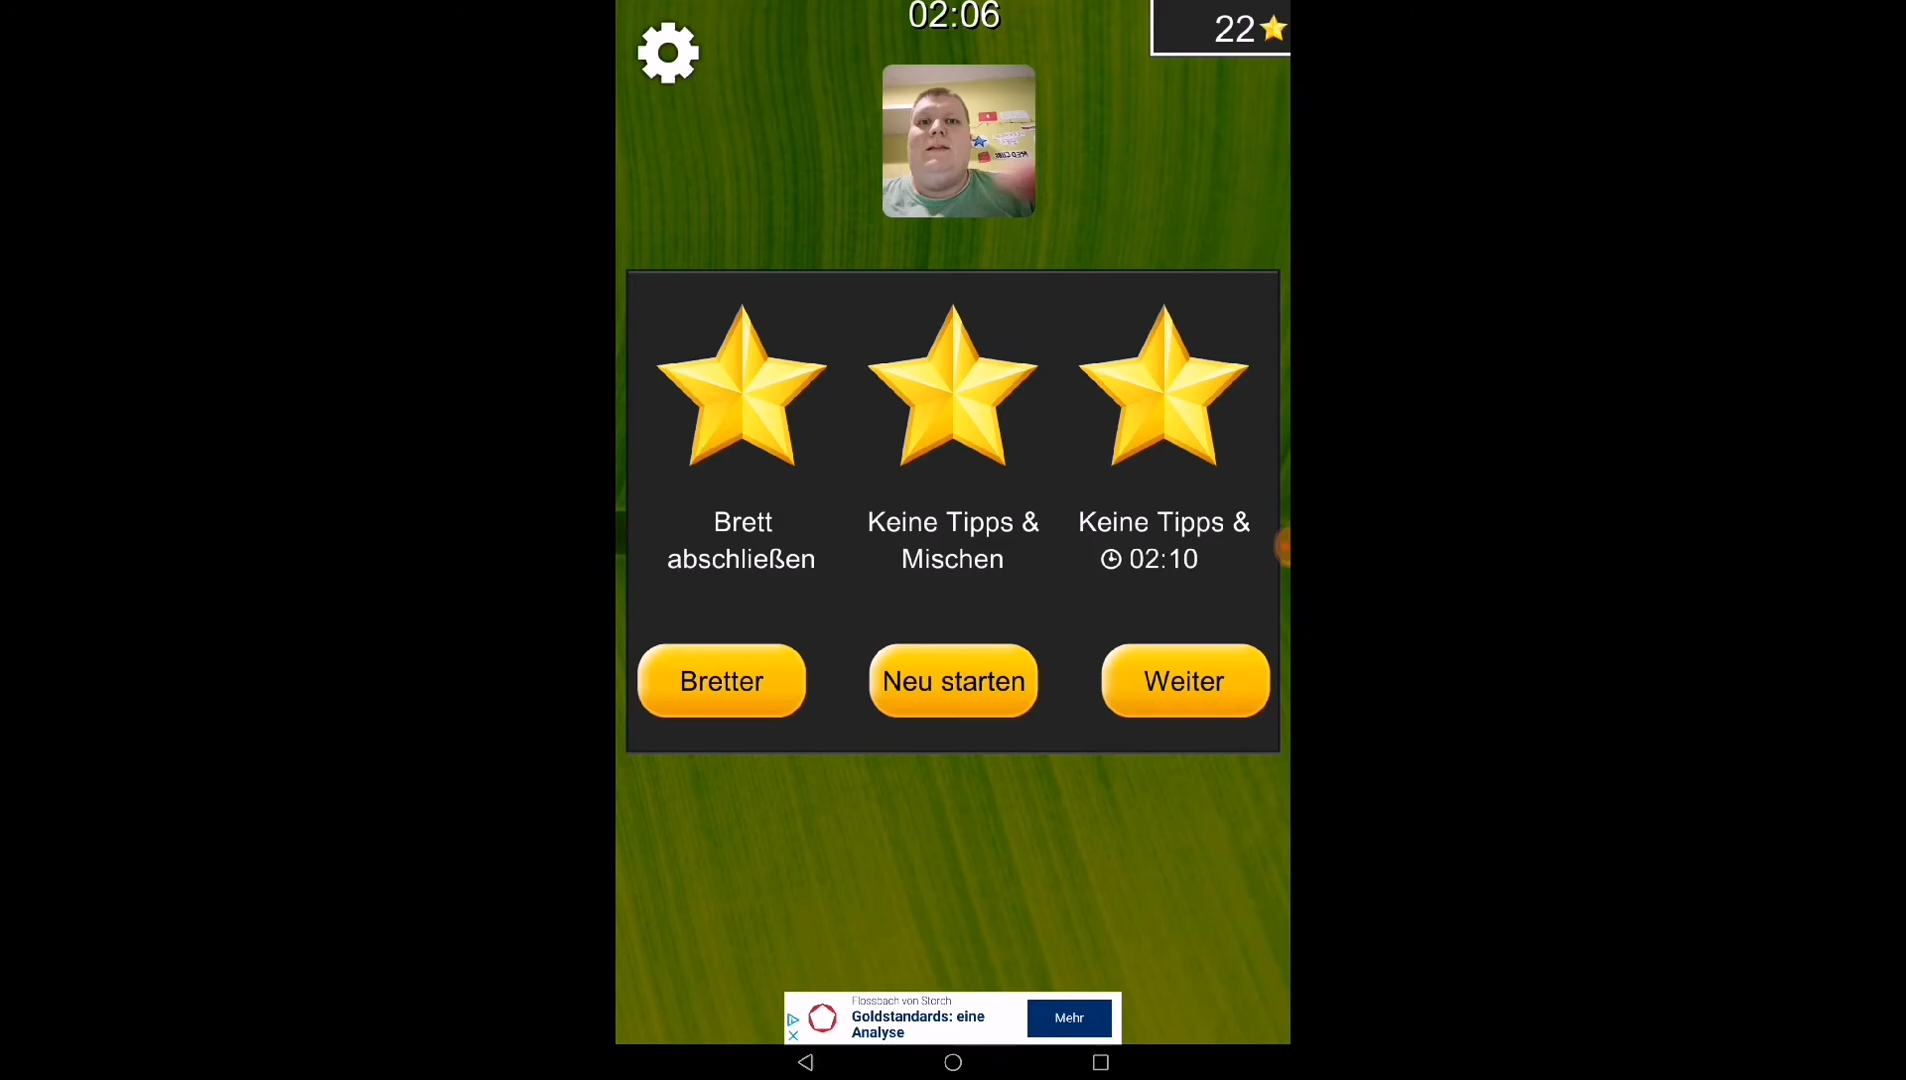 02:06
22
Brett
abschließen
Keine Tipps &
Mischen
Keine Tipps &
02:10
Bretter
Neu starten
Weiter
Flossbach von Storch
Goldstandards: eine
Analyse
Mehr